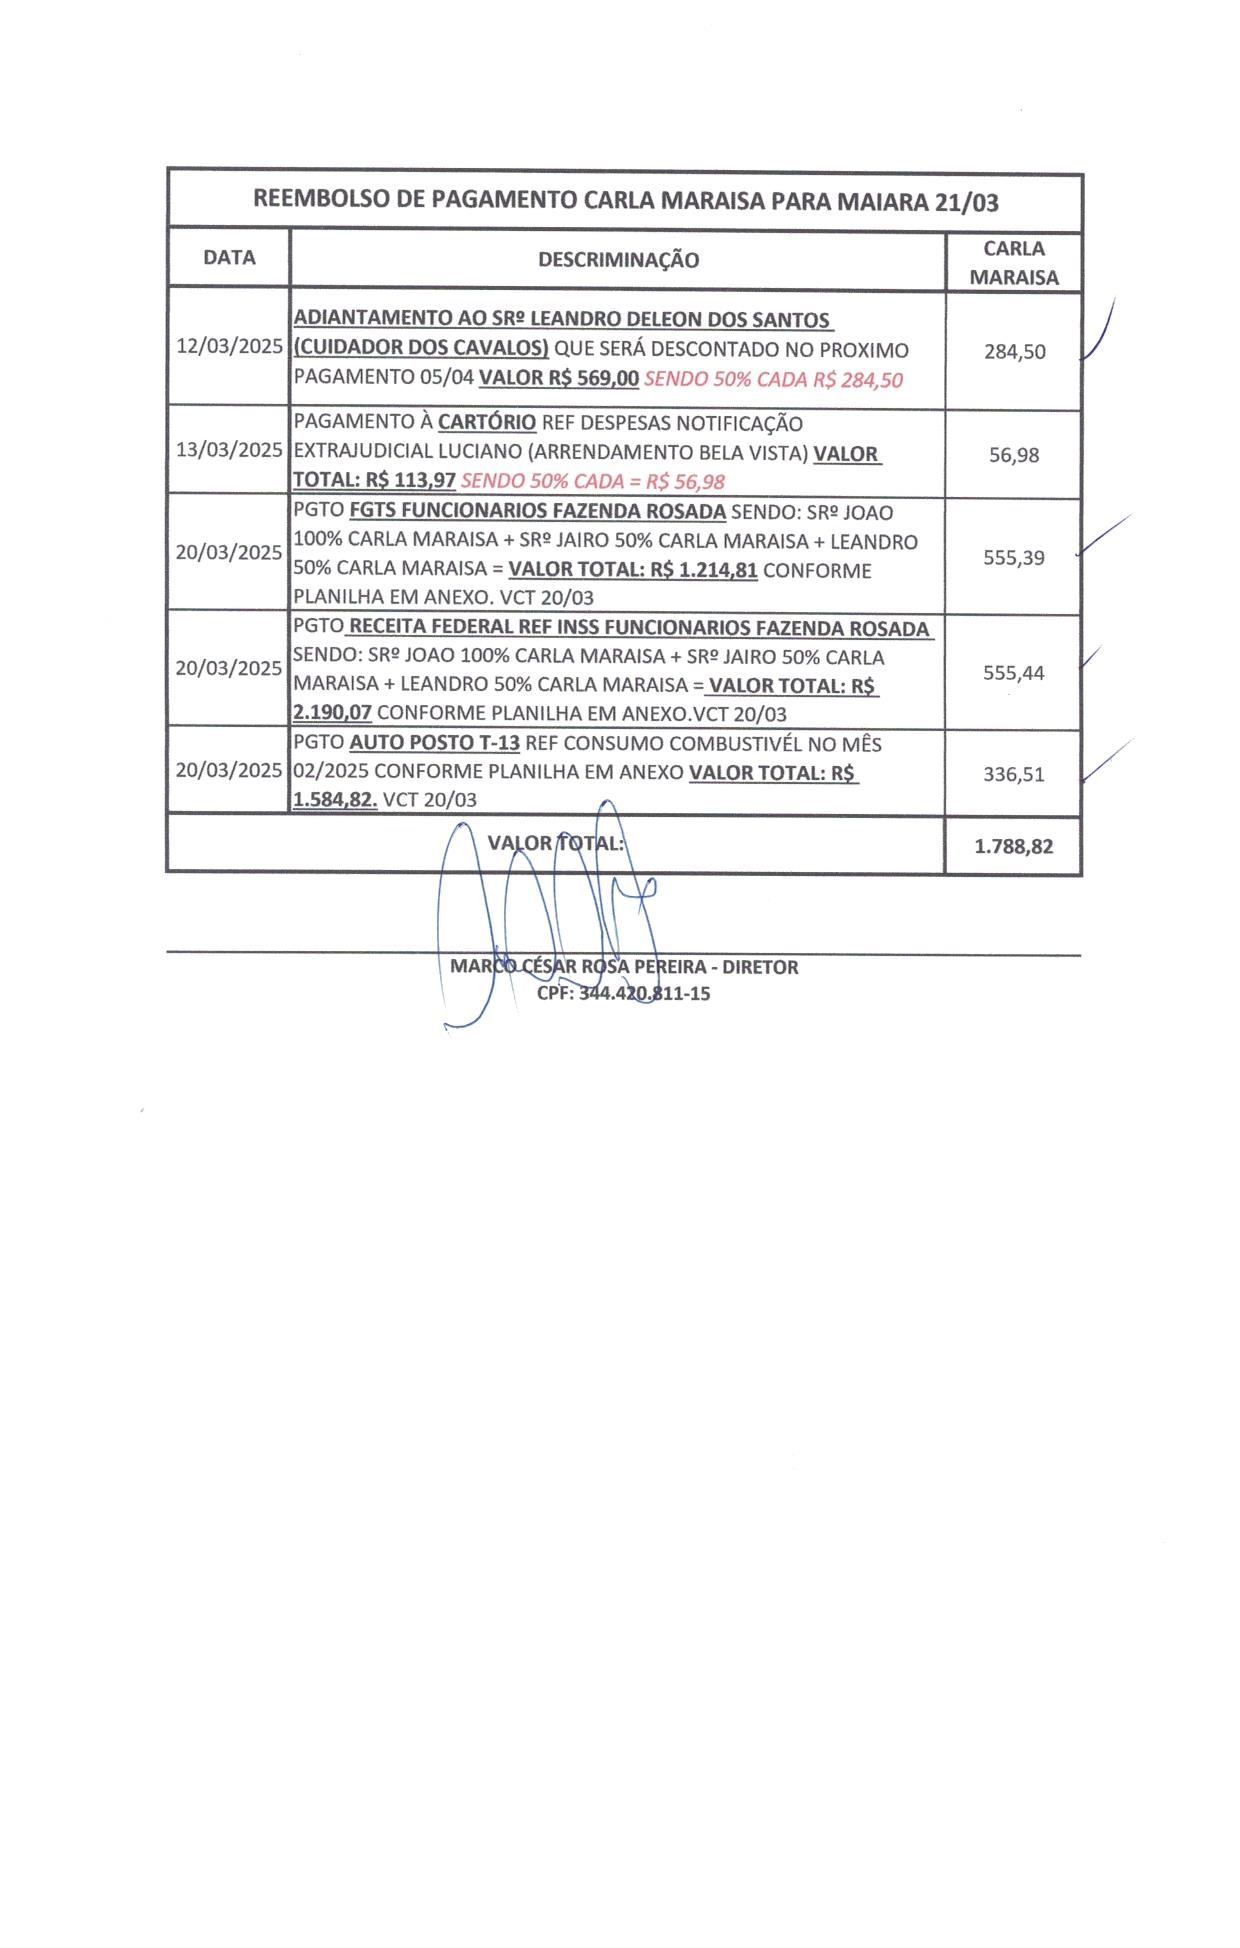 REEMBOLSO DE PAGAMENTO CARLA MARAISA PARA MAIARA 21/03
DATA
DESCRIMINAÇÃO
CARLA
MARAISA
12/03/2025
ADIANTAMENTO AO SRº LEANDRO DELEON DOS SANTOS
(CUIDADOR DOS CAVALOS) QUE SERÁ DESCONTADO NO PROXIMO
PAGAMENTO 05/04 VALOR R$ 569,00 SENDO 50% CADA R$ 284,50
284,50
13/03/2025
PAGAMENTO À CARTÓRIO REF DESPESAS NOTIFICAÇÃO
EXTRAJUDICIAL LUCIANO (ARRENDAMENTO BELA VISTA) VALOR
TOTAL: R$ 113,97 SENDO 50% CADA = R$ 56,98
56,98
20/03/2025
PGTO FGTS FUNCIONARIOS FAZENDA ROSADA SENDO: SRº JOAO
100% CARLA MARAISA + SRº JAIRO 50% CARLA MARAISA + LEANDRO
50% CARLA MARAISA = VALOR TOTAL: R$ 1.214,81 CONFORME
PLANILHA EM ANEXO. VCT 20/03
555,39
20/03/2025
PGTO RECEITA FEDERAL REF INSS FUNCIONARIOS FAZENDA ROSADA
SENDO: SRº JOAO 100% CARLA MARAISA + SRº JAIRO 50% CARLA
MARAISA + LEANDRO 50% CARLA MARAISA = VALOR TOTAL: R$
2.190,07 CONFORME PLANILHA EM ANEXO.VCT 20/03
555,44
20/03/2025
PGTO AUTO POSTO T-13 REF CONSUMO COMBUSTIVÉL NO MÊS
02/2025 CONFORME PLANILHA EM ANEXO VALOR TOTAL: R$
1.584,82. VCT 20/03
336,51
VALOR TOTAL:
1.788,82
MARCO CÉSAR ROSA PEREIRA - DIRETOR
CPF: 344.420.811-15